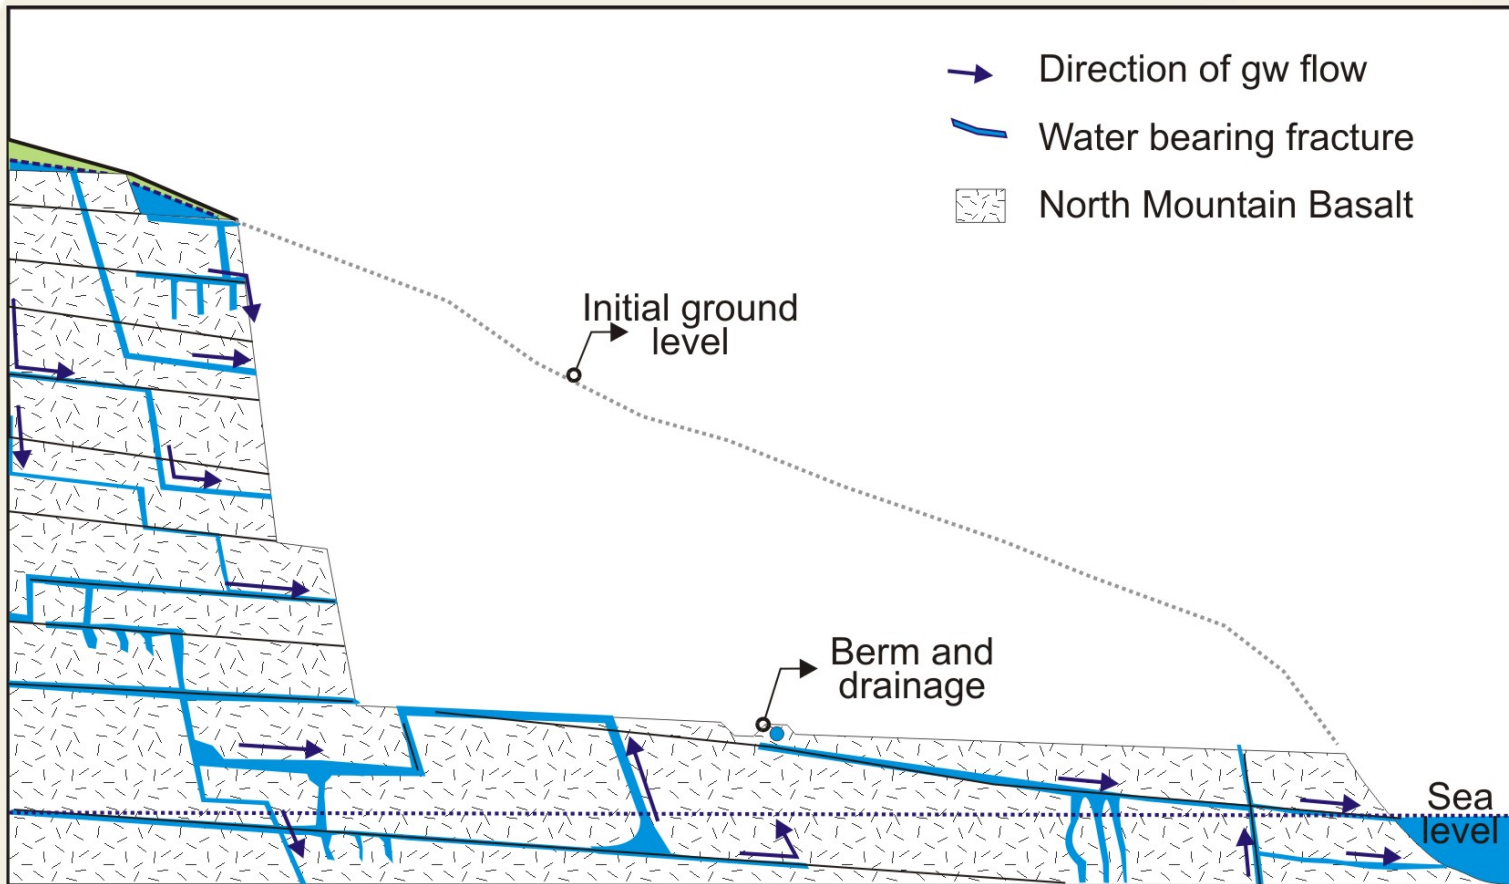 Direction of gw flow
Water bearing fracture
North Mountain Basalt
Initial ground
level
Berm and
drainage
Sea
level